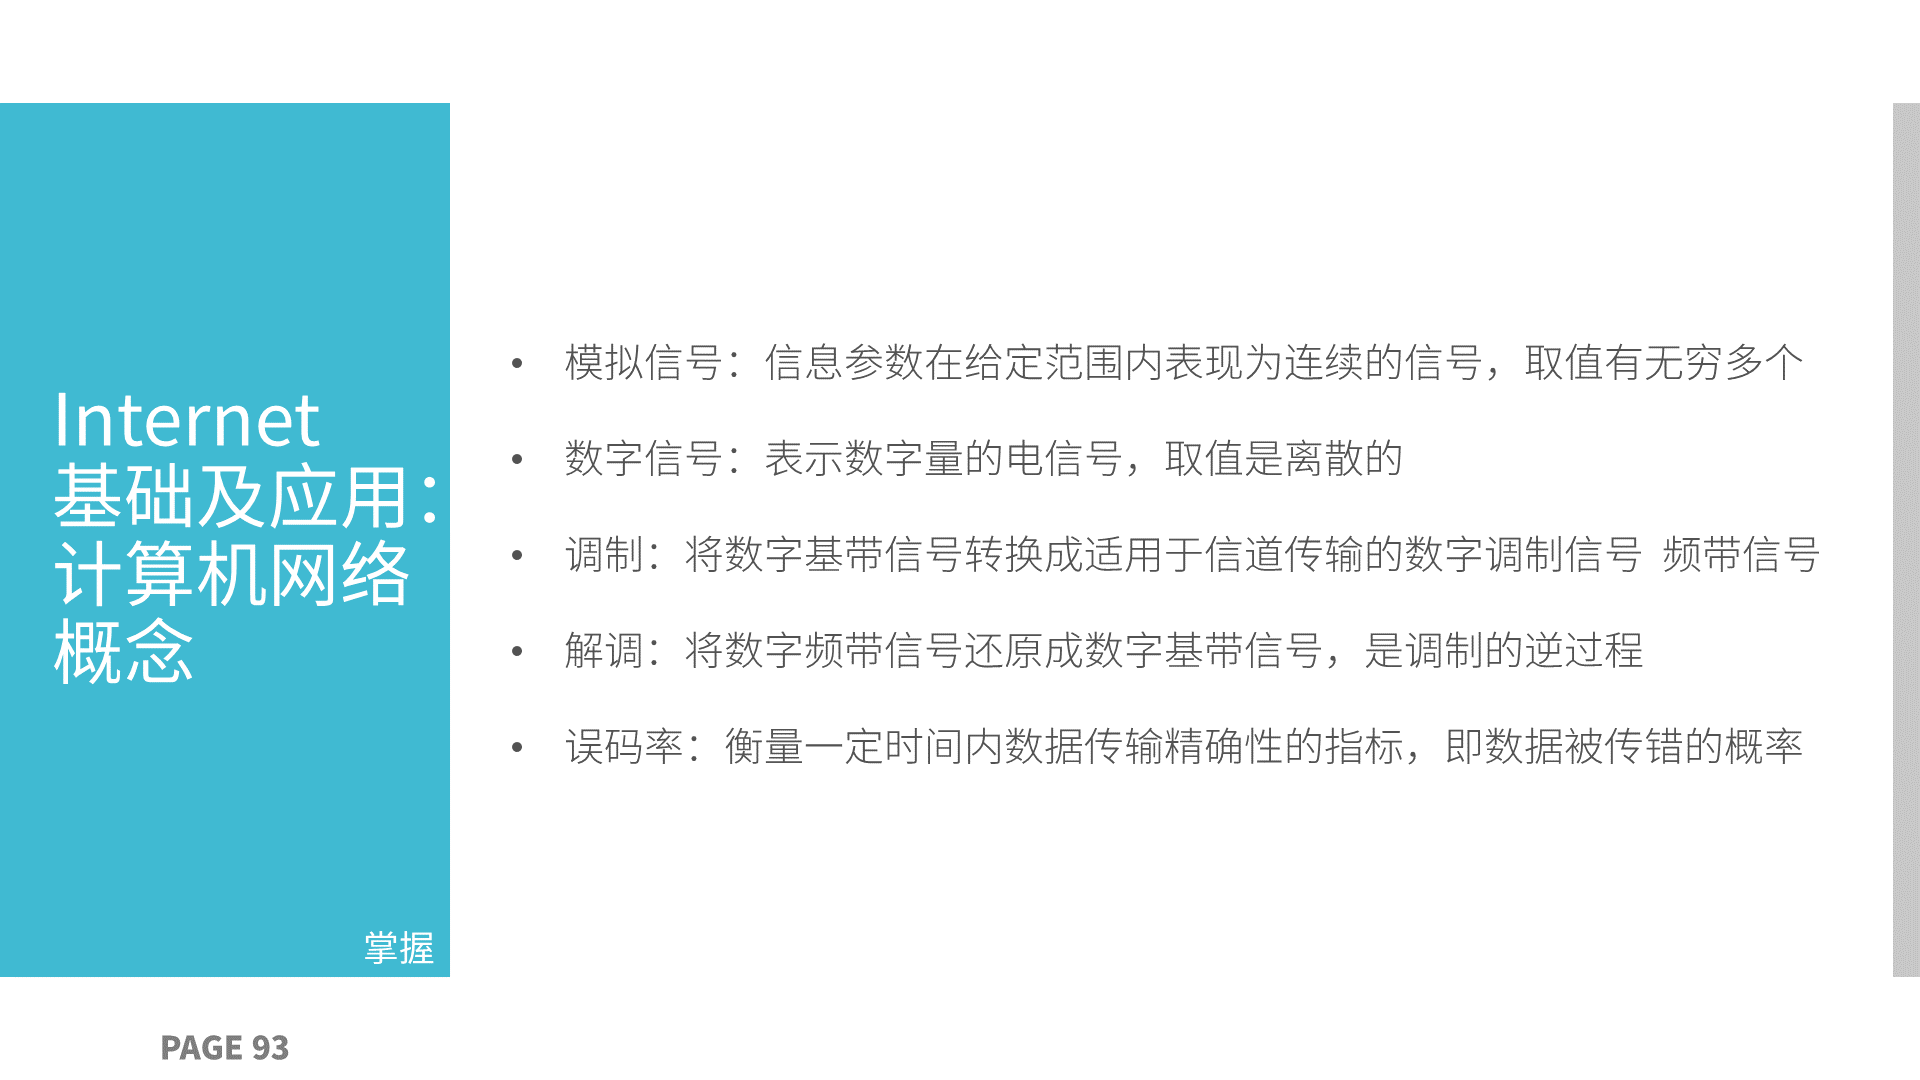 Internet
基础及应用：
计算机网络
概念
掌握
• 模拟信号：信息参数在给定范围内表现为连续的信号，取值有无穷多个
• 数字信号：表示数字量的电信号，取值是离散的
• 调制：将数字基带信号转换成适用于信道传输的数字调制信号 频带信号
• 解调：将数字频带信号还原成数字基带信号，是调制的逆过程
• 误码率：衡量一定时间内数据传输精确性的指标，即数据被传错的概率
PAGE 93